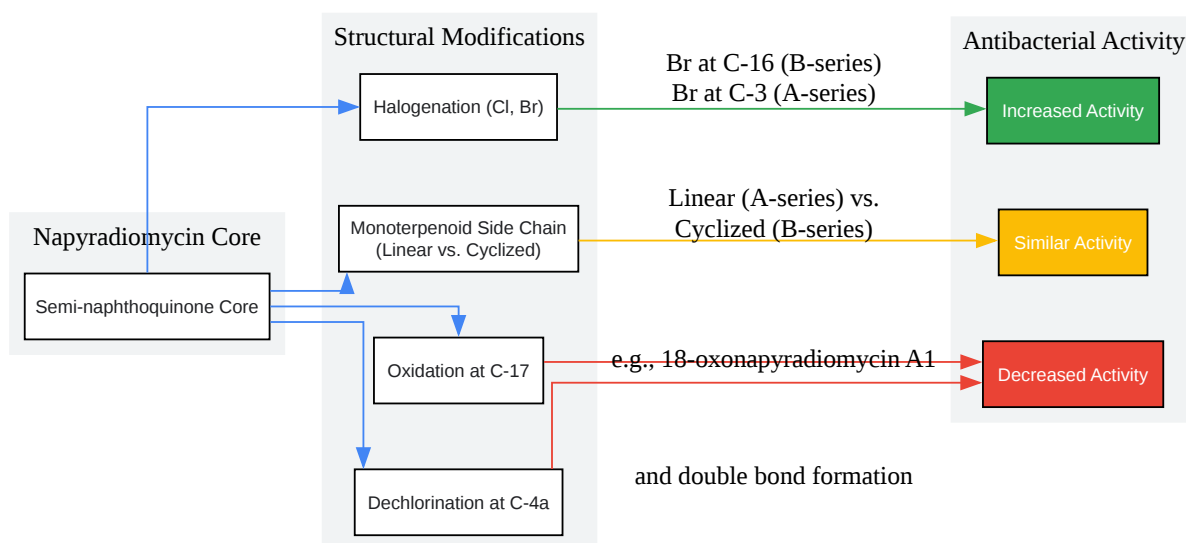 Structural Modifications
Antibacterial Activity
Br at C-16 (B-series)
Br at C-3 (A-series)
Halogenation (Cl, Br)
Increased Activity
Linear (A-series) vs.
Cyclized (B-series)
Monoterpenoid Side Chain
(Linear vs. Cyclized)
Similar Activity
Napyradiomycin Core
Semi-naphthoquinone Core
e.g., 18-oxonapyradiomycin A1
Oxidation at C-17
Decreased Activity
and double bond formation
Dechlorination at C-4a